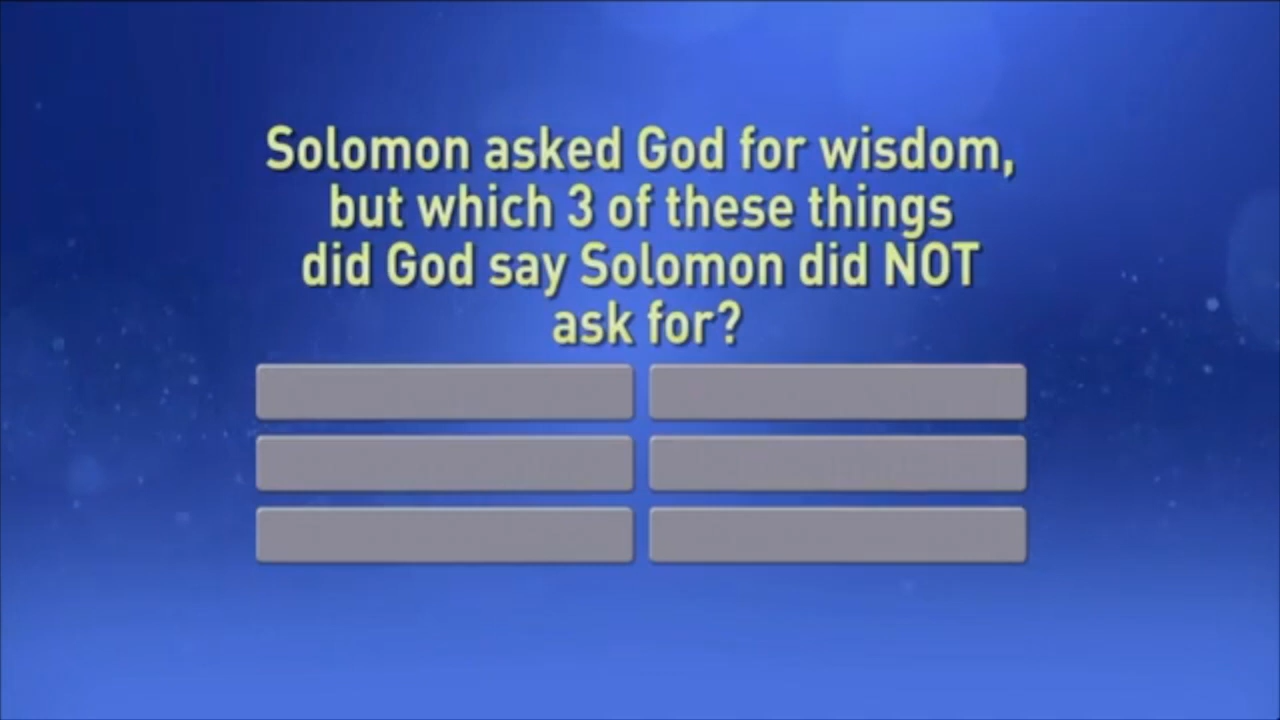 Solomon asked God for wisdom,
but which 3 of these things
did God say Solomon did NOT
ask for?